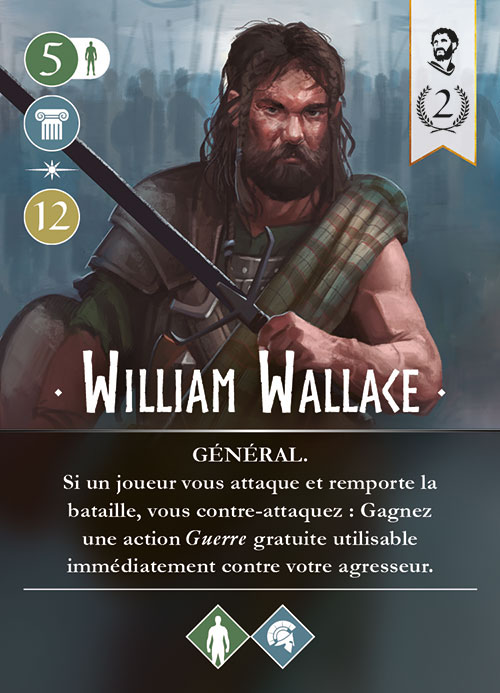 5
2
12
· William Wallace ·
GÉNÉRAL.
Si un joueur vous attaque et remporte la
bataille, vous contre-attaquez : Gagnez
une action Guerre gratuite utilisable
immédiatement contre votre agresseur.